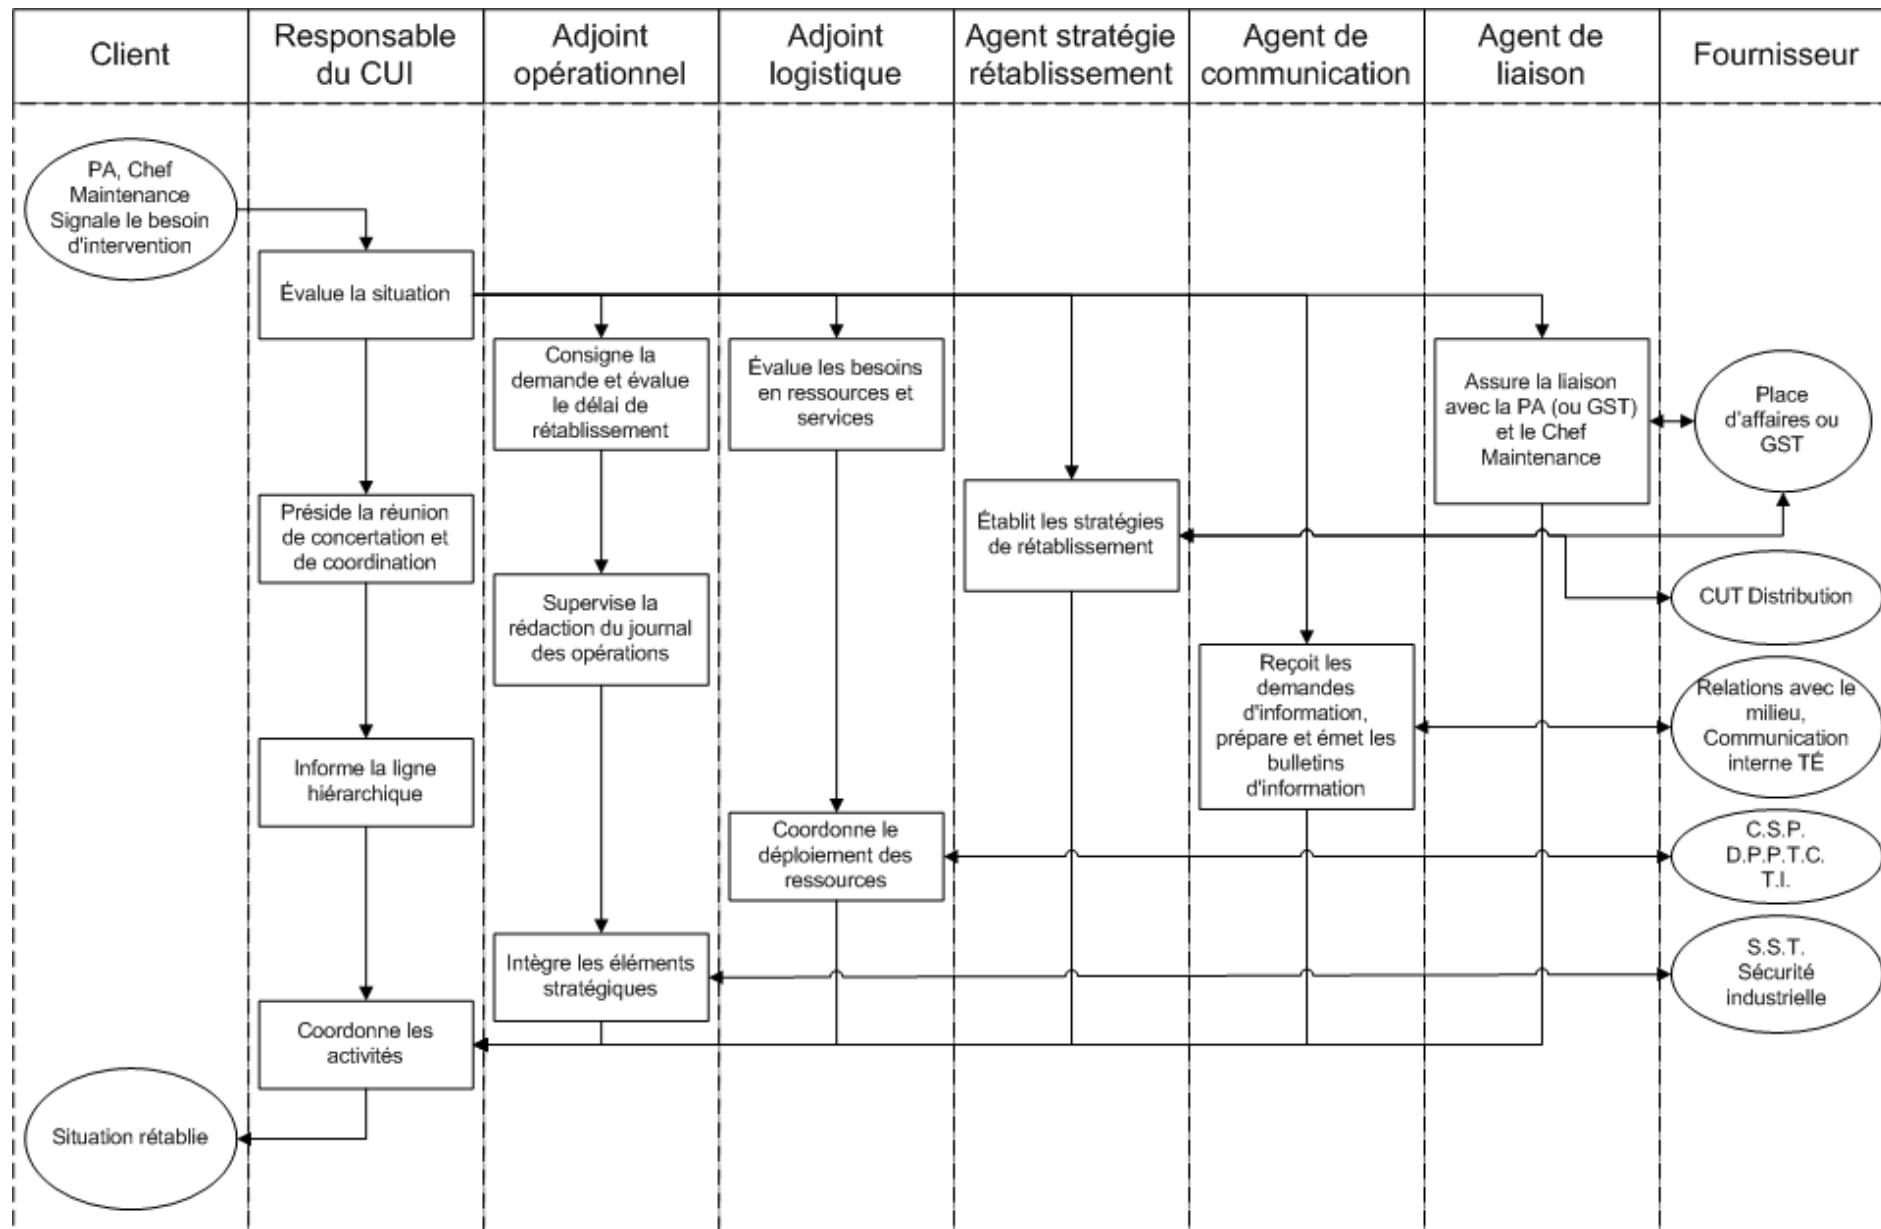 Client
Responsable
du CUI
Adjoint
opérationnel
Adjoint
logistique
Agent stratégie
rétablissement
Agent de
communication
Agent de
liaison
Fournisseur
PA, Chef
Maintenance
Signale le besoin
d'intervention
Évalue la situation
Consigne la
demande et évalue
le délai de
rétablissement
Évalue les besoins
en ressources et
services
Assure la liaison
avec la PA (ou GST)
et le Chef
Maintenance
Place
d'affaires ou
GST
Préside la réunion
de concertation et
de coordination
Établit les stratégies
de rétablissement
CUT Distribution
Supervise la
rédaction du journal
des opérations
Reçoit les
demandes
d'information,
prépare et émet les
bulletins
d'information
Relations avec le
milieu,
Communication
interne TÉ
Informe la ligne
hiérarchique
Coordonne le
déploiement des
ressources
C.S.P.
D.P.P.T.C.
T.I.
Intègre les éléments
stratégiques
S.S.T.
Sécurité
industrielle
Coordonne les
activités
Situation rétablie